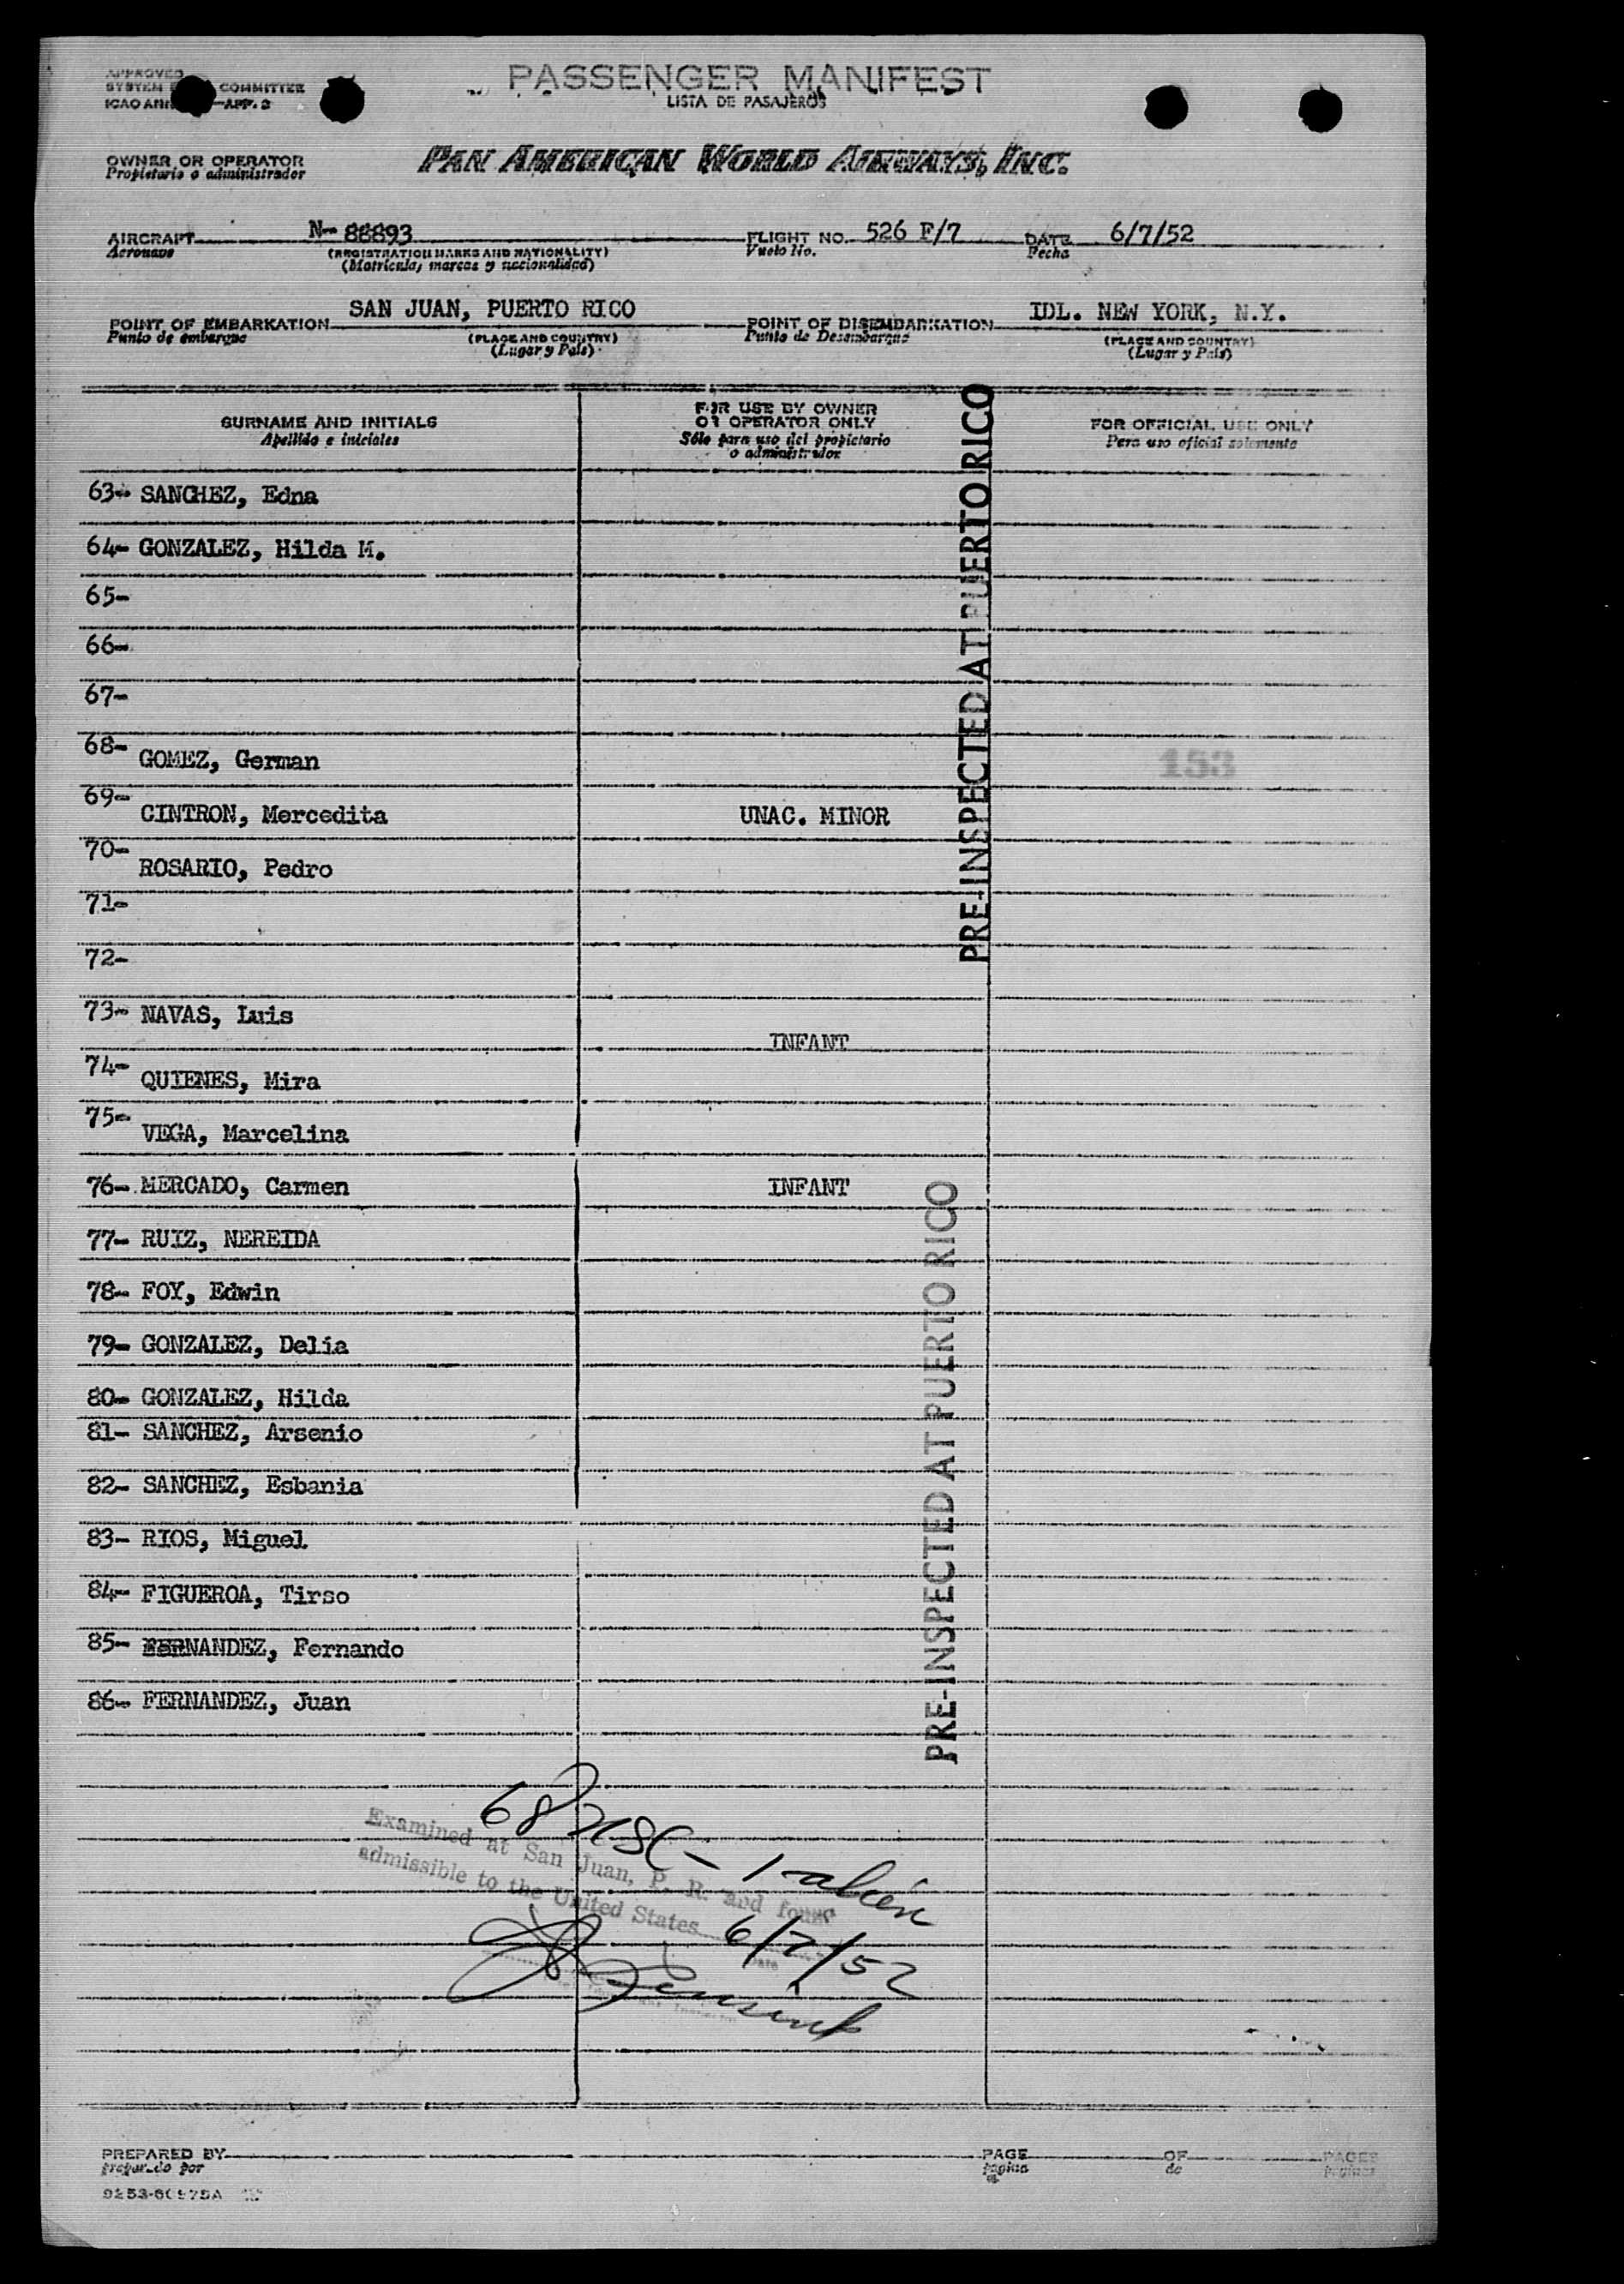 APPROVED
SYSTEM COMMITTEE
ICAO APP. 2
PASSENGER MANIFEST
LISTA DE PASAJEROS
OWNER OR OPERATOR
Propietario o administrador
PAN AMERICAN WORLD AIRWAYS, INC.
AIRCRAFT N- 88893 FLIGHT NO. 526 F/7 DATE 6/7/52
Aeronave (REGISTRATION MARKS AND NATIONALITY) Vuelo No. Fecha
(Matrícula, marcas y nacionalidad)
POINT OF EMBARKATION SAN JUAN, PUERTO RICO POINT OF DISEMBARKATION IDL. NEW YORK, N.Y.
Punto de embarque (PLACE AND COUNTRY) Punto de Desembarque (PLACE AND COUNTRY)
(Lugar y País) (Lugar y País)
SURNAME AND INITIALS
Apellido e iniciales
FOR USE BY OWNER
OR OPERATOR ONLY
Sólo para uso del propietario
o administrador
FOR OFFICIAL USE ONLY
Para uso oficial solamente
63- SANCHEZ, Edna
64- GONZALEZ, Hilda M.
65-
66-
67-
68- GOMEZ, German
153
69- CINTRON, Mercedita UNAC. MINOR
70- ROSARIO, Pedro
71-
72-
73- NAVAS, Luis
INFANT
74- QUIENES, Mira
75- VEGA, Marcelina
76- MERCADO, Carmen INFANT
77- RUIZ, NEREIDA
78- FOY, Edwin
79- GONZALEZ, Delia
80- GONZALEZ, Hilda
81- SANCHEZ, Arsenio
82- SANCHEZ, Esbania
83- RIOS, Miguel
84- FIGUEROA, Tirso
85- FERNANDEZ, Fernando
86- FERNANDEZ, Juan
PRE-INSPECTED AT PUERTO RICO
PRE-INSPECTED AT PUERTO RICO
68 USC - 1 alien
Examined at San Juan, P. R. and found
admissible to the United States 6/7/52
Date
PREPARED BY PAGE OF PAGES
preparado por página de páginas